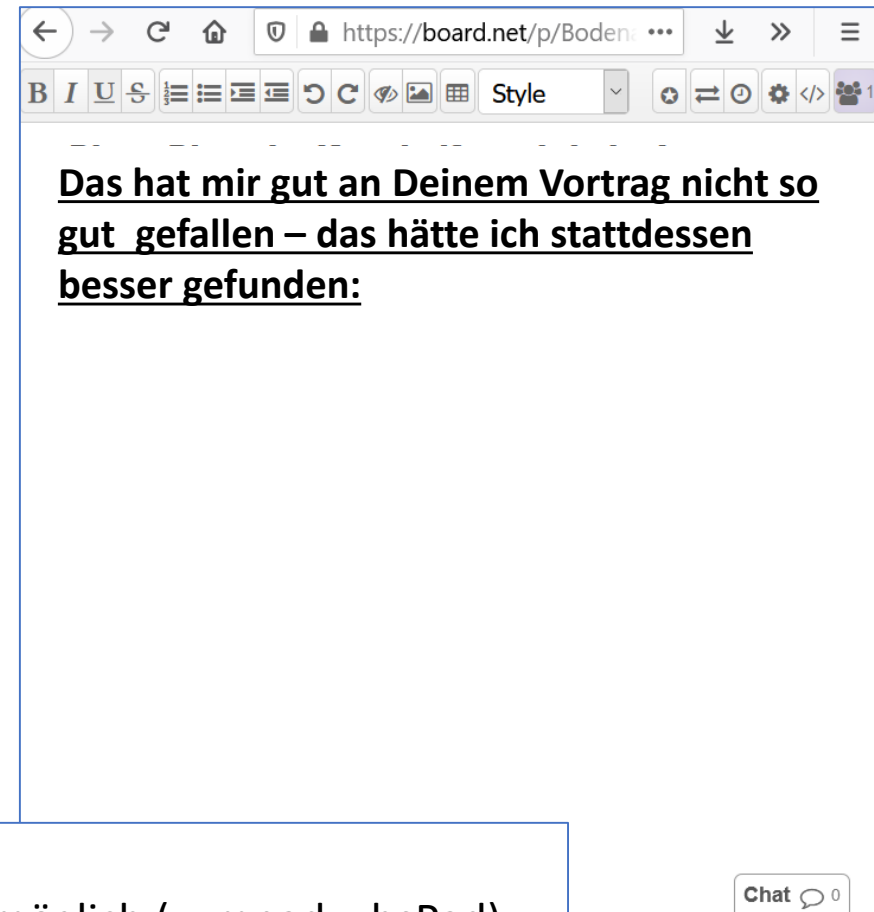 https://board.net/p/Boden
B I U S Style </> 1
Das hat mir gut an Deinem Vortrag nicht so
gut gefallen – das hätte ich stattdessen
besser gefunden:
Chat 0